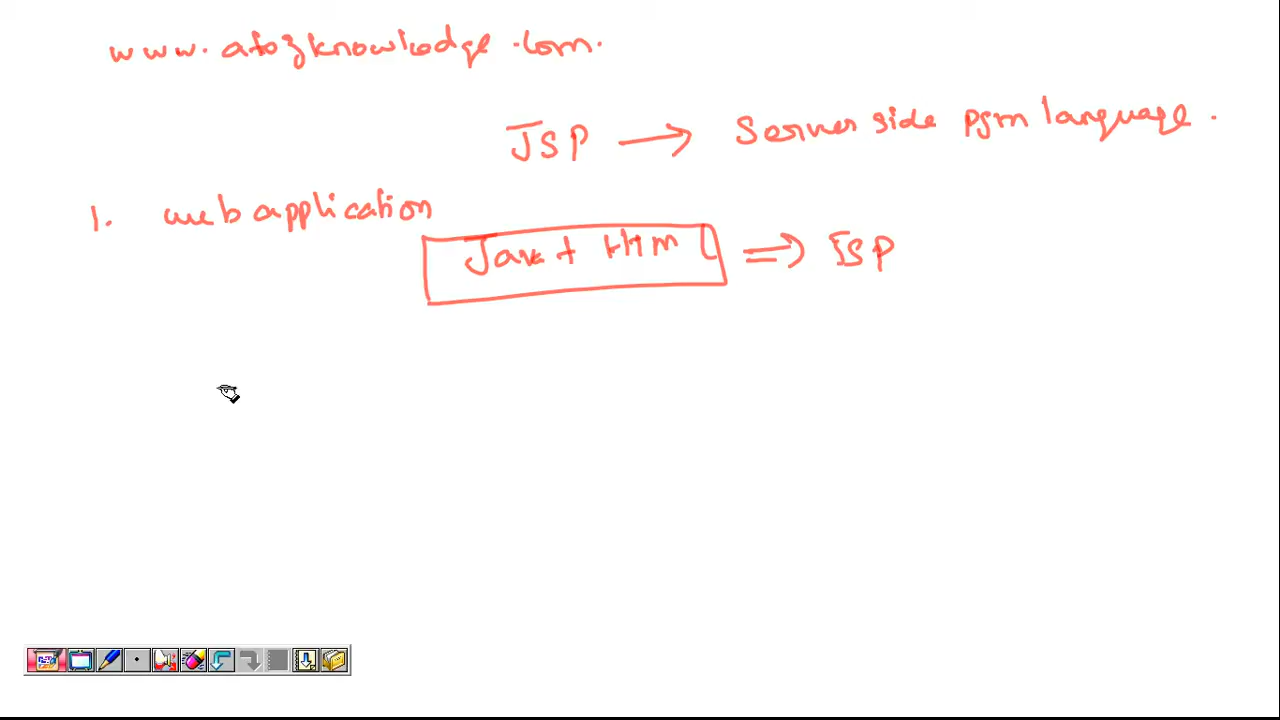 www.atozknowledge.com.
JSP → Server side pgm language.
1. web application
Java + Html ⇒ JSP